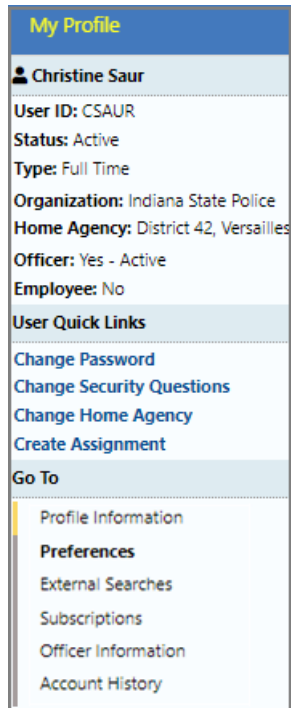 My Profile
Christine Saur
User ID: CSAUR
Status: Active
Type: Full Time
Organization: Indiana State Police
Home Agency: District 42, Versailles
Officer: Yes - Active
Employee: No
User Quick Links
Change Password
Change Security Questions
Change Home Agency
Create Assignment
Go To
Profile Information
Preferences
External Searches
Subscriptions
Officer Information
Account History